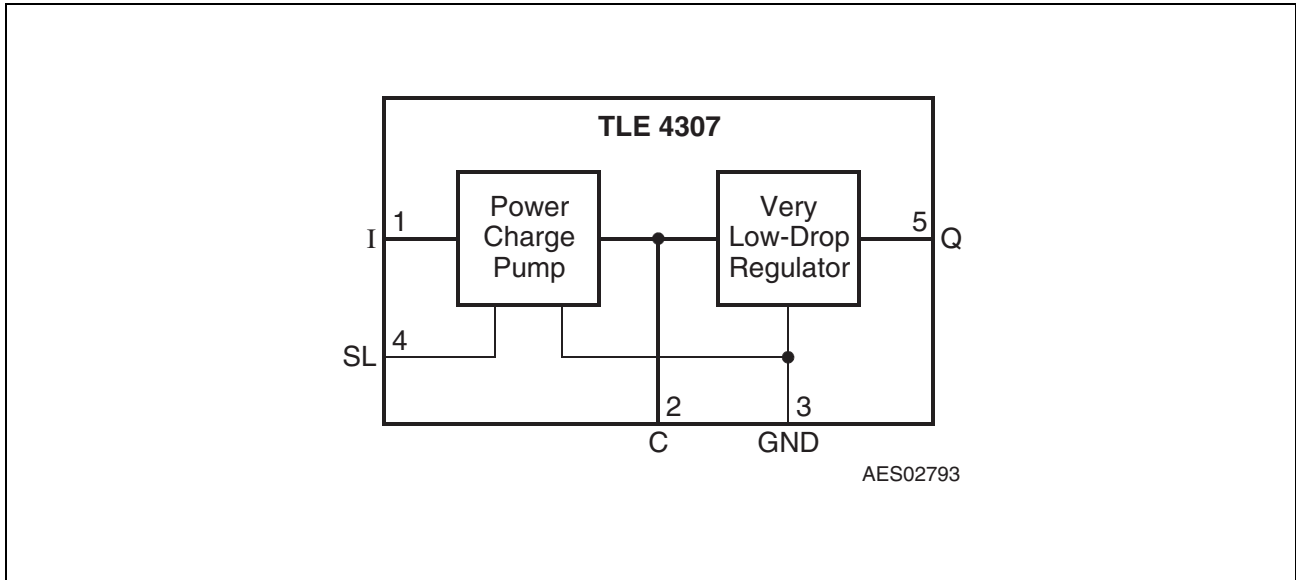 TLE 4307
Power
Charge
Pump
Very
Low-Drop
Regulator
1
I
5
Q
4
SL
2
C
3
GND
AES02793